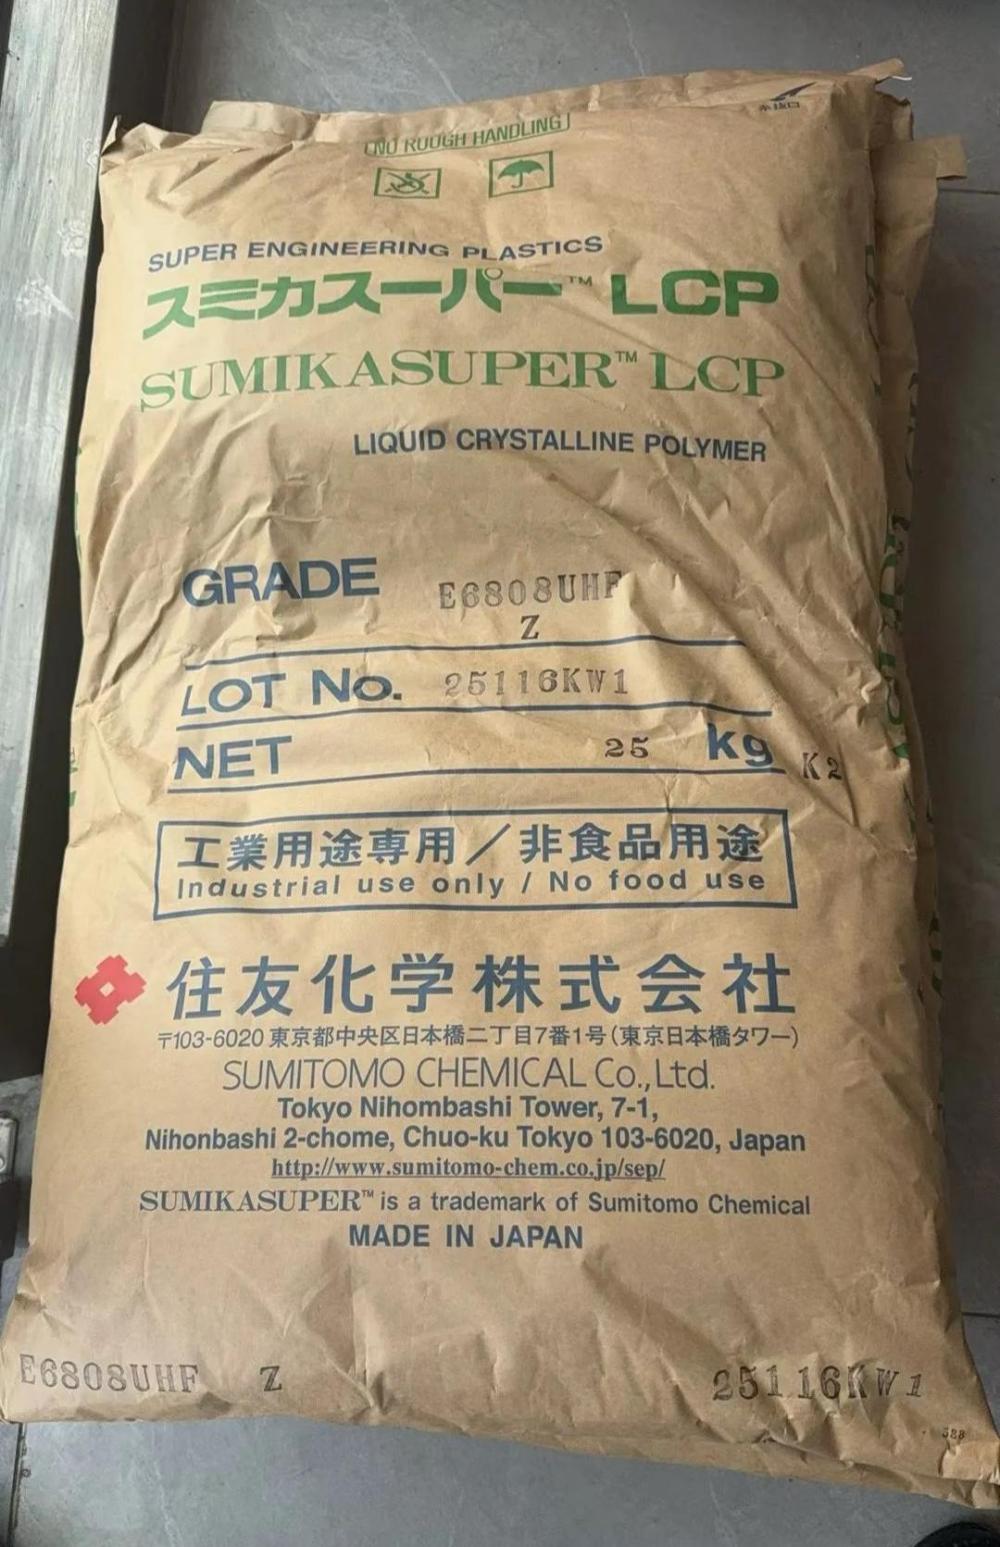 水抜口
NO ROUGH HANDLING
SUPER ENGINEERING PLASTICS
スミカスーパー™ LCP
SUMIKASUPER™ LCP
LIQUID CRYSTALLINE POLYMER
GRADE E6808UHF
Z
LOT No. 25116KW1
NET 25 kg K2
工業用途専用／非食品用途
Industrial use only / No food use
住友化学株式会社
〒103-6020 東京都中央区日本橋二丁目7番1号(東京日本橋タワー)
SUMITOMO CHEMICAL Co.,Ltd.
Tokyo Nihombashi Tower, 7-1,
Nihonbashi 2-chome, Chuo-ku Tokyo 103-6020, Japan
http://www.sumitomo-chem.co.jp/sep/
SUMIKASUPER™ is a trademark of Sumitomo Chemical
MADE IN JAPAN
E6808UHF Z 25116KW1